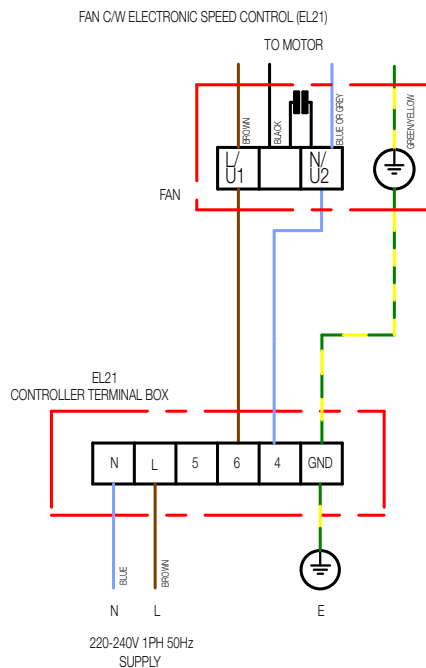 FAN C/W ELECTRONIC SPEED CONTROL (EL21)
TO MOTOR
BROWN
BLACK
BLUE OR GREY
GREEN/YELLOW
L/
U1
N/
U2
FAN
EL21
CONTROLLER TERMINAL BOX
N
L
5
6
4
GND
BLUE
BROWN
N
L
E
220-240V 1PH 50Hz
SUPPLY